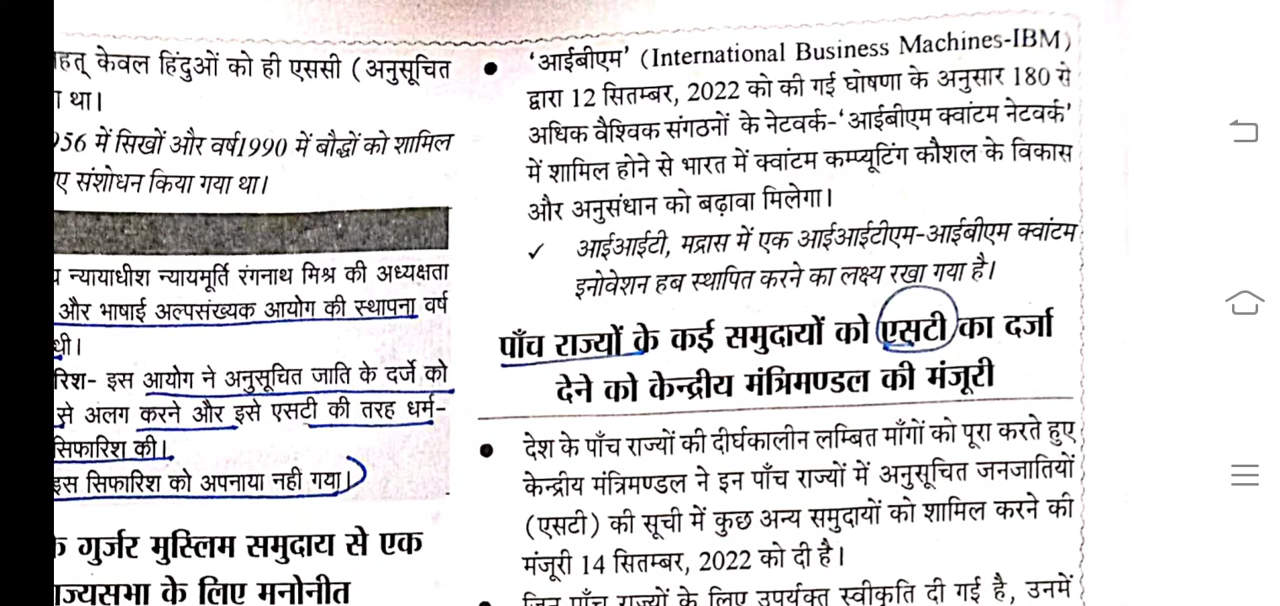 केवल हिंदुओं को ही एससी (अनुसूचित
था।
में सिखों और वर्ष1990 में बौद्धों को शामिल
संशोधन किया गया था।
न्यायाधीश न्यायमूर्ति रंगनाथ मिश्र की अध्यक्षता
और भाषाई अल्पसंख्यक आयोग की स्थापना वर्ष
थी।
इस आयोग ने अनुसूचित जाति के दर्जे को
से अलग करने और इसे एसटी की तरह धर्म-
सिफारिश की।
इस सिफारिश को अपनाया नही गया।
गुर्जर मुस्लिम समुदाय से एक
के लिए मनोनीत
• 'आईबीएम' (International Business Machines-IBM)
द्वारा 12 सितम्बर, 2022 को की गई घोषणा के अनुसार 180 से
अधिक वैश्विक संगठनों के नेटवर्क-'आईबीएम क्वांटम नेटवर्क'
में शामिल होने से भारत में क्वांटम कम्प्यूटिंग कौशल के विकास
और अनुसंधान को बढ़ावा मिलेगा।
✓ आईआईटी, मद्रास में एक आईआईटीएम-आईबीएम क्वांटम
इनोवेशन हब स्थापित करने का लक्ष्य रखा गया है।
पाँच राज्यों के कई समुदायों को एसटी का दर्जा
देने को केन्द्रीय मंत्रिमण्डल की मंजूरी
• देश के पाँच राज्यों की दीर्घकालीन लम्बित माँगों को पूरा करते हुए
केन्द्रीय मंत्रिमण्डल ने इन पाँच राज्यों में अनुसूचित जनजातियों
(एसटी) की सूची में कुछ अन्य समुदायों को शामिल करने की
मंजूरी 14 सितम्बर, 2022 को दी है।
• जिन पाँच राज्यों के लिए उपर्यक्त स्वीकृति दी गई है, उनमें